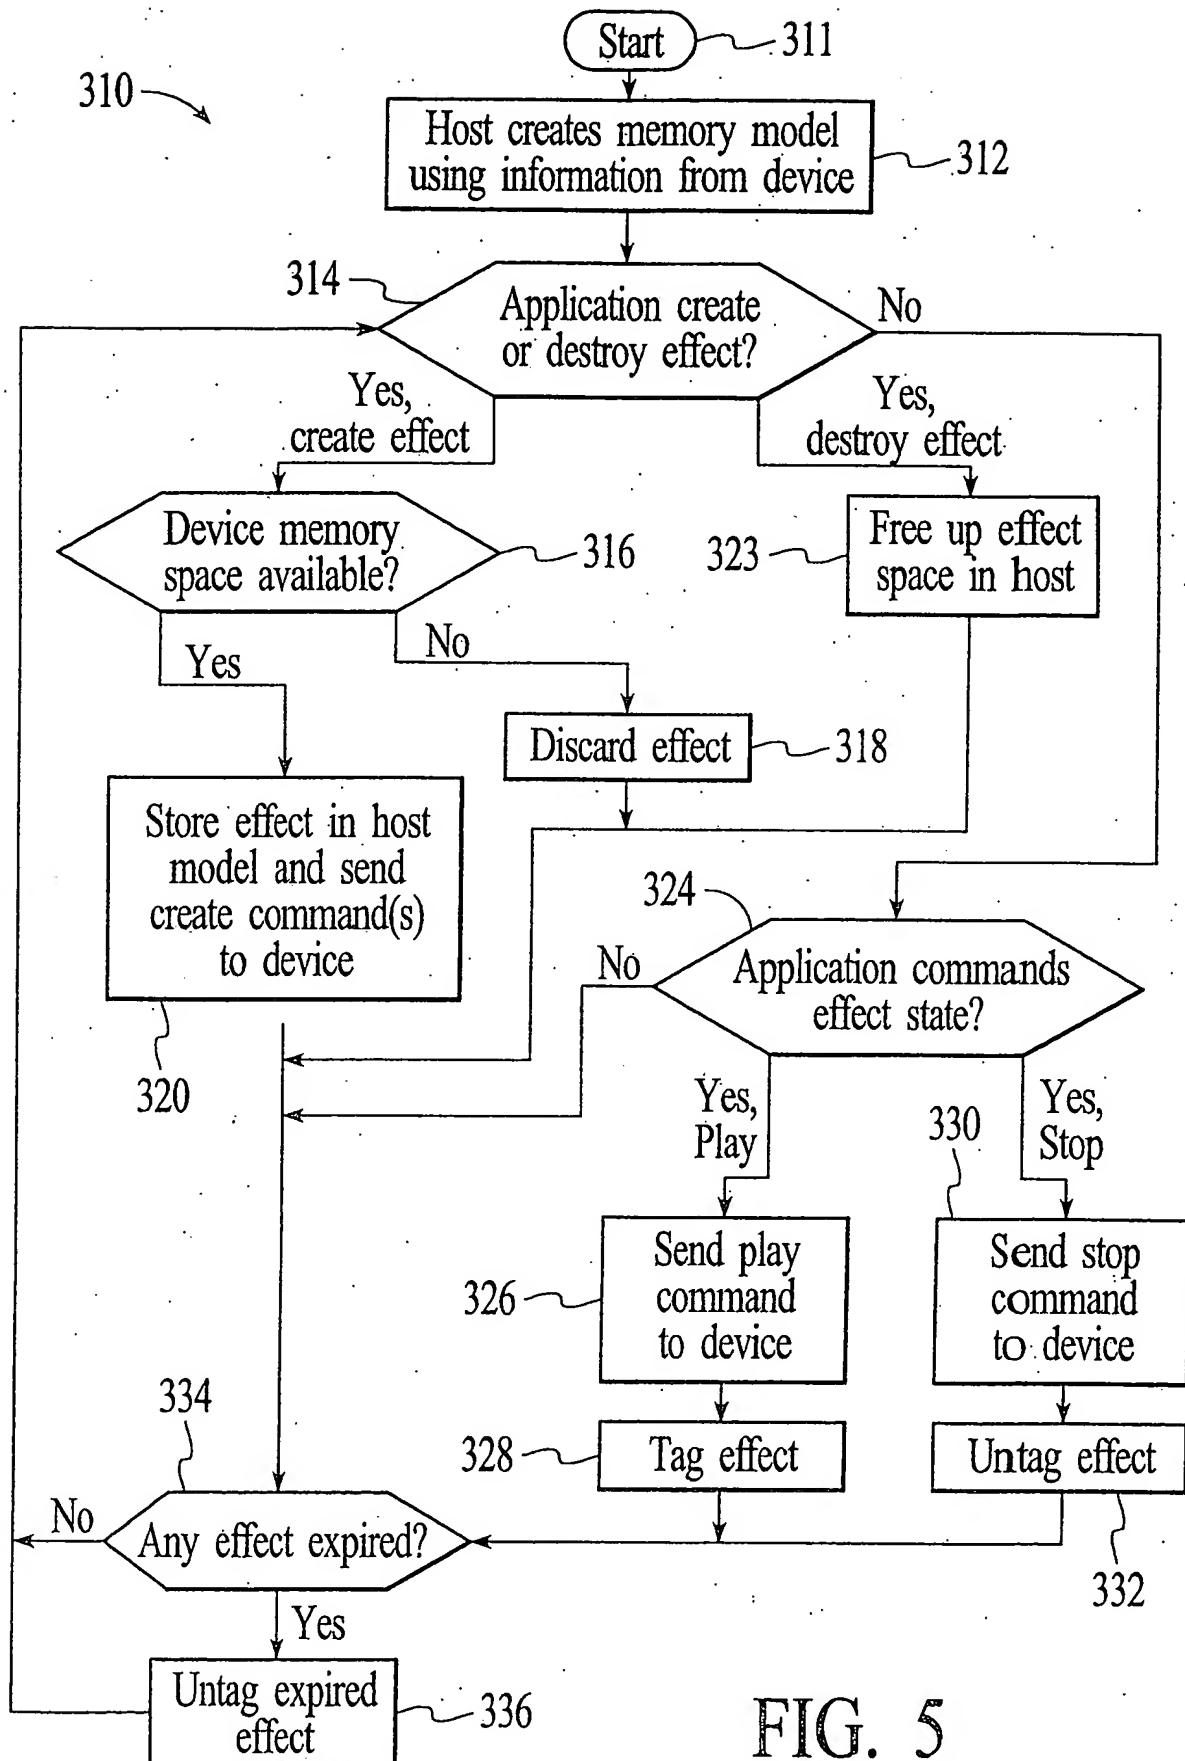 Start
311
310
Host creates memory model
using information from device
312
314
Application create
or destroy effect?
No
Yes,
create effect
Yes,
destroy effect
Device memory
space available?
316
323
Free up effect
space in host
Yes
No
Discard effect
318
Store effect in host
model and send
create command(s)
to device
320
324
No
Application commands
effect state?
Yes,
Play
330
Yes,
Stop
326
Send play
command
to device
Send stop
command
to device
334
328
Tag effect
Untag effect
332
No
Any effect expired?
Yes
Untag expired
effect
336
FIG. 5